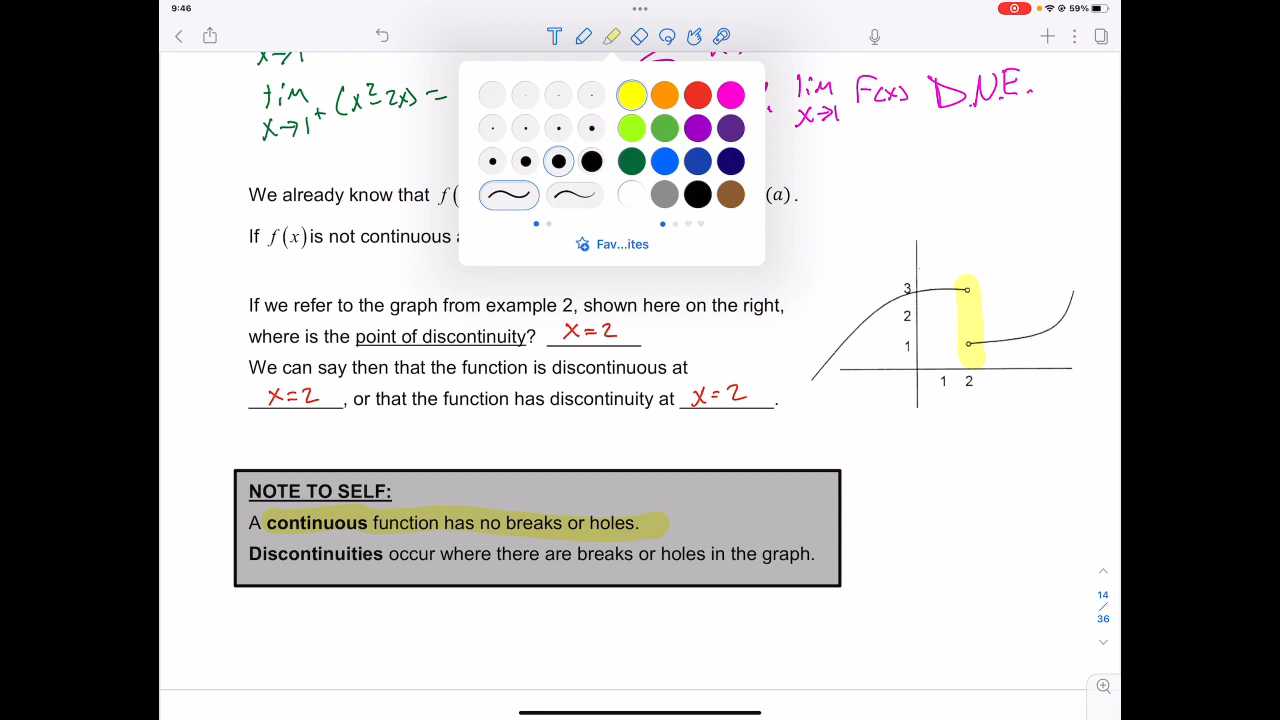 9:46
59%
T
x→1
lim
x→1⁺ (x²-2x) =
lim F(x) D.N.E.
x→1
We already know that f( (a).
If f(x) is not continuous
Fav...ites
If we refer to the graph from example 2, shown here on the right,
where is the point of discontinuity? x=2
We can say then that the function is discontinuous at
x=2, or that the function has discontinuity at x=2.
3
2
1
1 2
NOTE TO SELF:
A continuous function has no breaks or holes.
Discontinuities occur where there are breaks or holes in the graph.
14
/
36